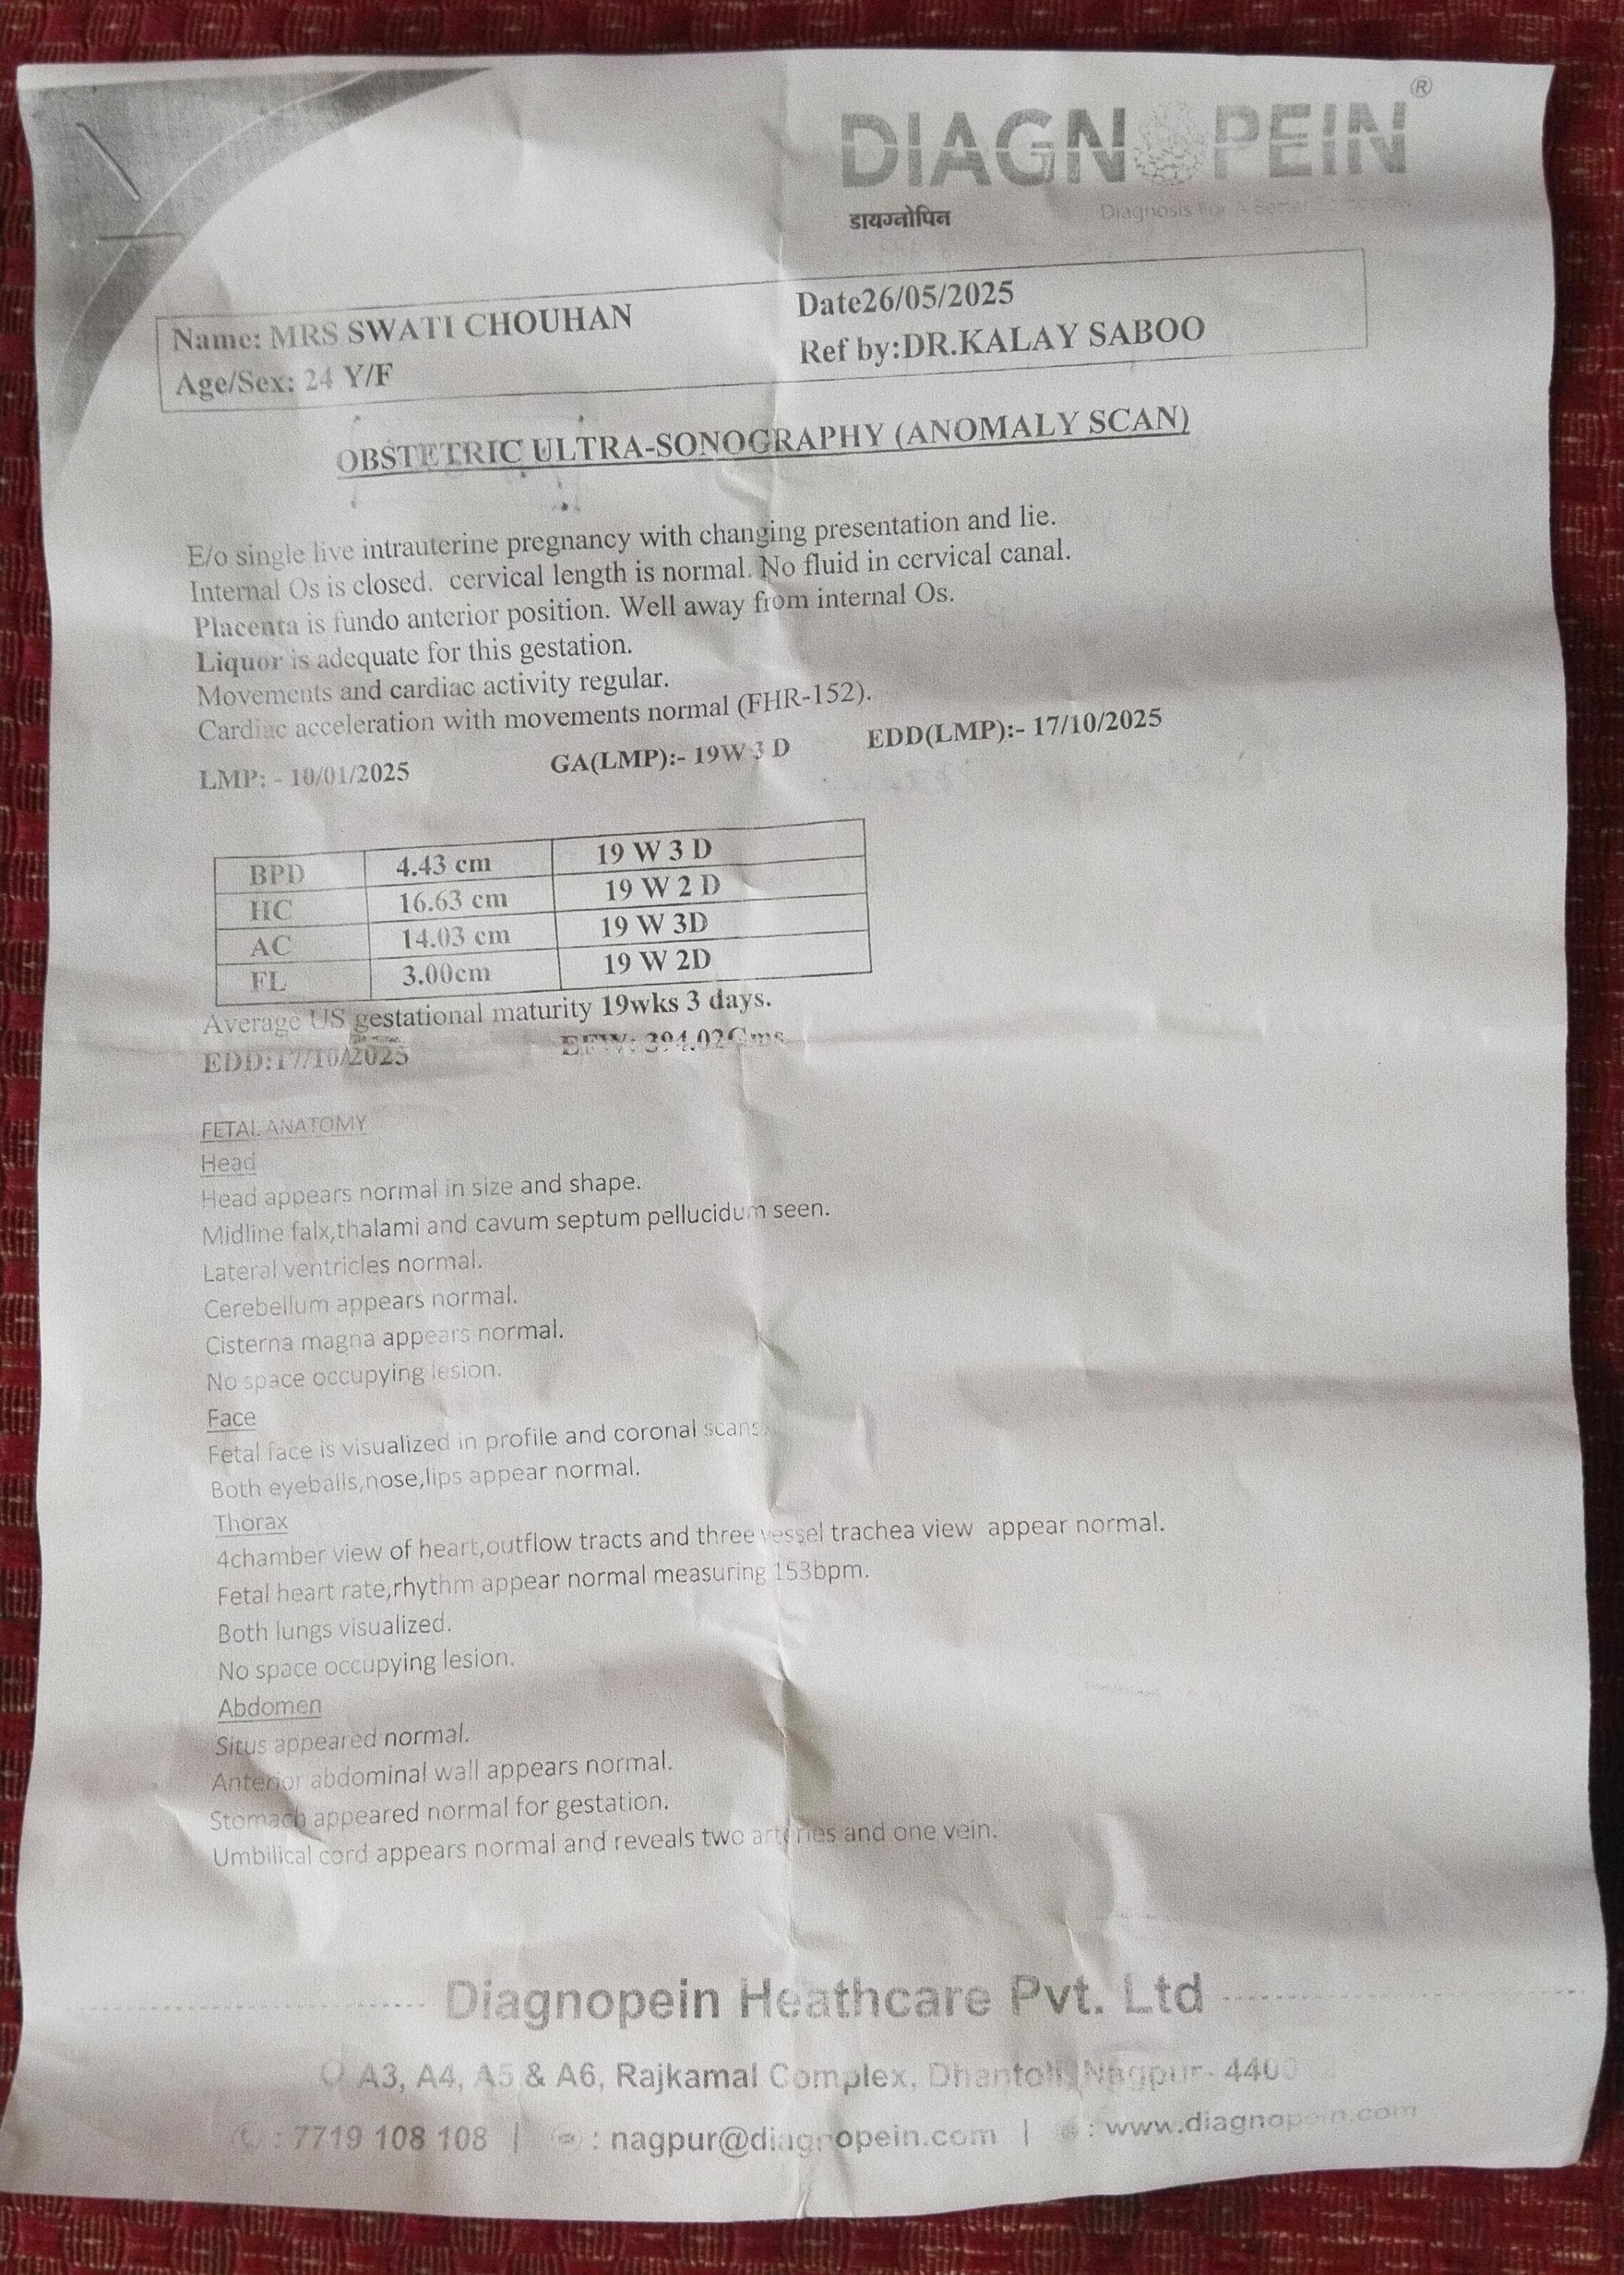 DIAGNOPEIN ®
डायग्नोपिन
Diagnosis For A Better
Name: MRS SWATI CHOUHAN
Date26/05/2025
Age/Sex: 24 Y/F
Ref by:DR.KALAY SABOO
OBSTETRIC ULTRA-SONOGRAPHY (ANOMALY SCAN)
E/o single live intrauterine pregnancy with changing presentation and lie.
Internal Os is closed. cervical length is normal. No fluid in cervical canal.
Placenta is fundo anterior position. Well away from internal Os.
Liquor is adequate for this gestation.
Movements and cardiac activity regular.
Cardiac acceleration with movements normal (FHR-152).
LMP: - 10/01/2025 GA(LMP):- 19W 3 D EDD(LMP):- 17/10/2025
BPD 4.43 cm 19 W 3 D
HC 16.63 cm 19 W 2 D
AC 14.03 cm 19 W 3D
FL 3.00cm 19 W 2D
Average US gestational maturity 19wks 3 days.
EDD:17/10/2025 EFW: 294.02Gms
FETAL ANATOMY
Head
Head appears normal in size and shape.
Midline falx,thalami and cavum septum pellucidum seen.
Lateral ventricles normal.
Cerebellum appears normal.
Cisterna magna appears normal.
No space occupying lesion.
Face
Fetal face is visualized in profile and coronal scans.
Both eyeballs,nose,lips appear normal.
Thorax
4chamber view of heart,outflow tracts and three vessel trachea view appear normal.
Fetal heart rate,rhythm appear normal measuring 153bpm.
Both lungs visualized.
No space occupying lesion.
Abdomen
Situs appeared normal.
Anterior abdominal wall appears normal.
Stomach appeared normal for gestation.
Umbilical cord appears normal and reveals two arteries and one vein.
Diagnopein Heathcare Pvt. Ltd
A3, A4, A5 & A6, Rajkamal Complex, Dhantoli, Nagpur-
: 7719 108 108 | : nagpur@diagnopein.com | : www.diagnopein.com